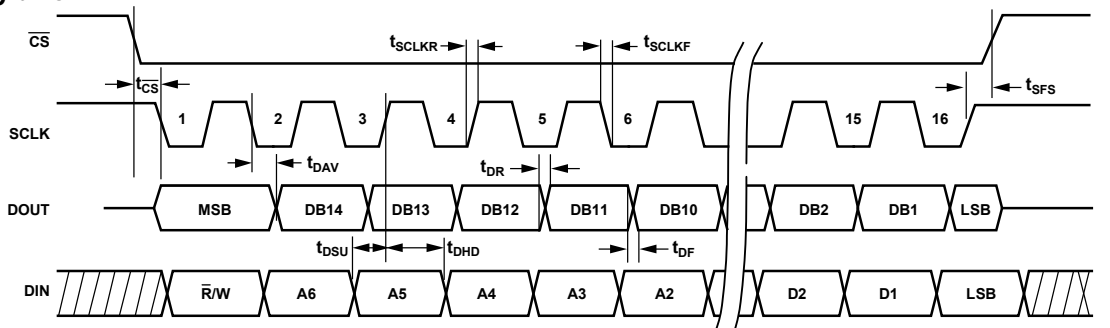 CS
tSCLKR
tSCLKF
tCS
tSFS
SCLK
1 2 3 4 5 6 15 16
tDAV
tDR
DOUT
MSB DB14 DB13 DB12 DB11 DB10 DB2 DB1 LSB
tDSU
tDHD
tDF
DIN
R̅/W A6 A5 A4 A3 A2 D2 D1 LSB